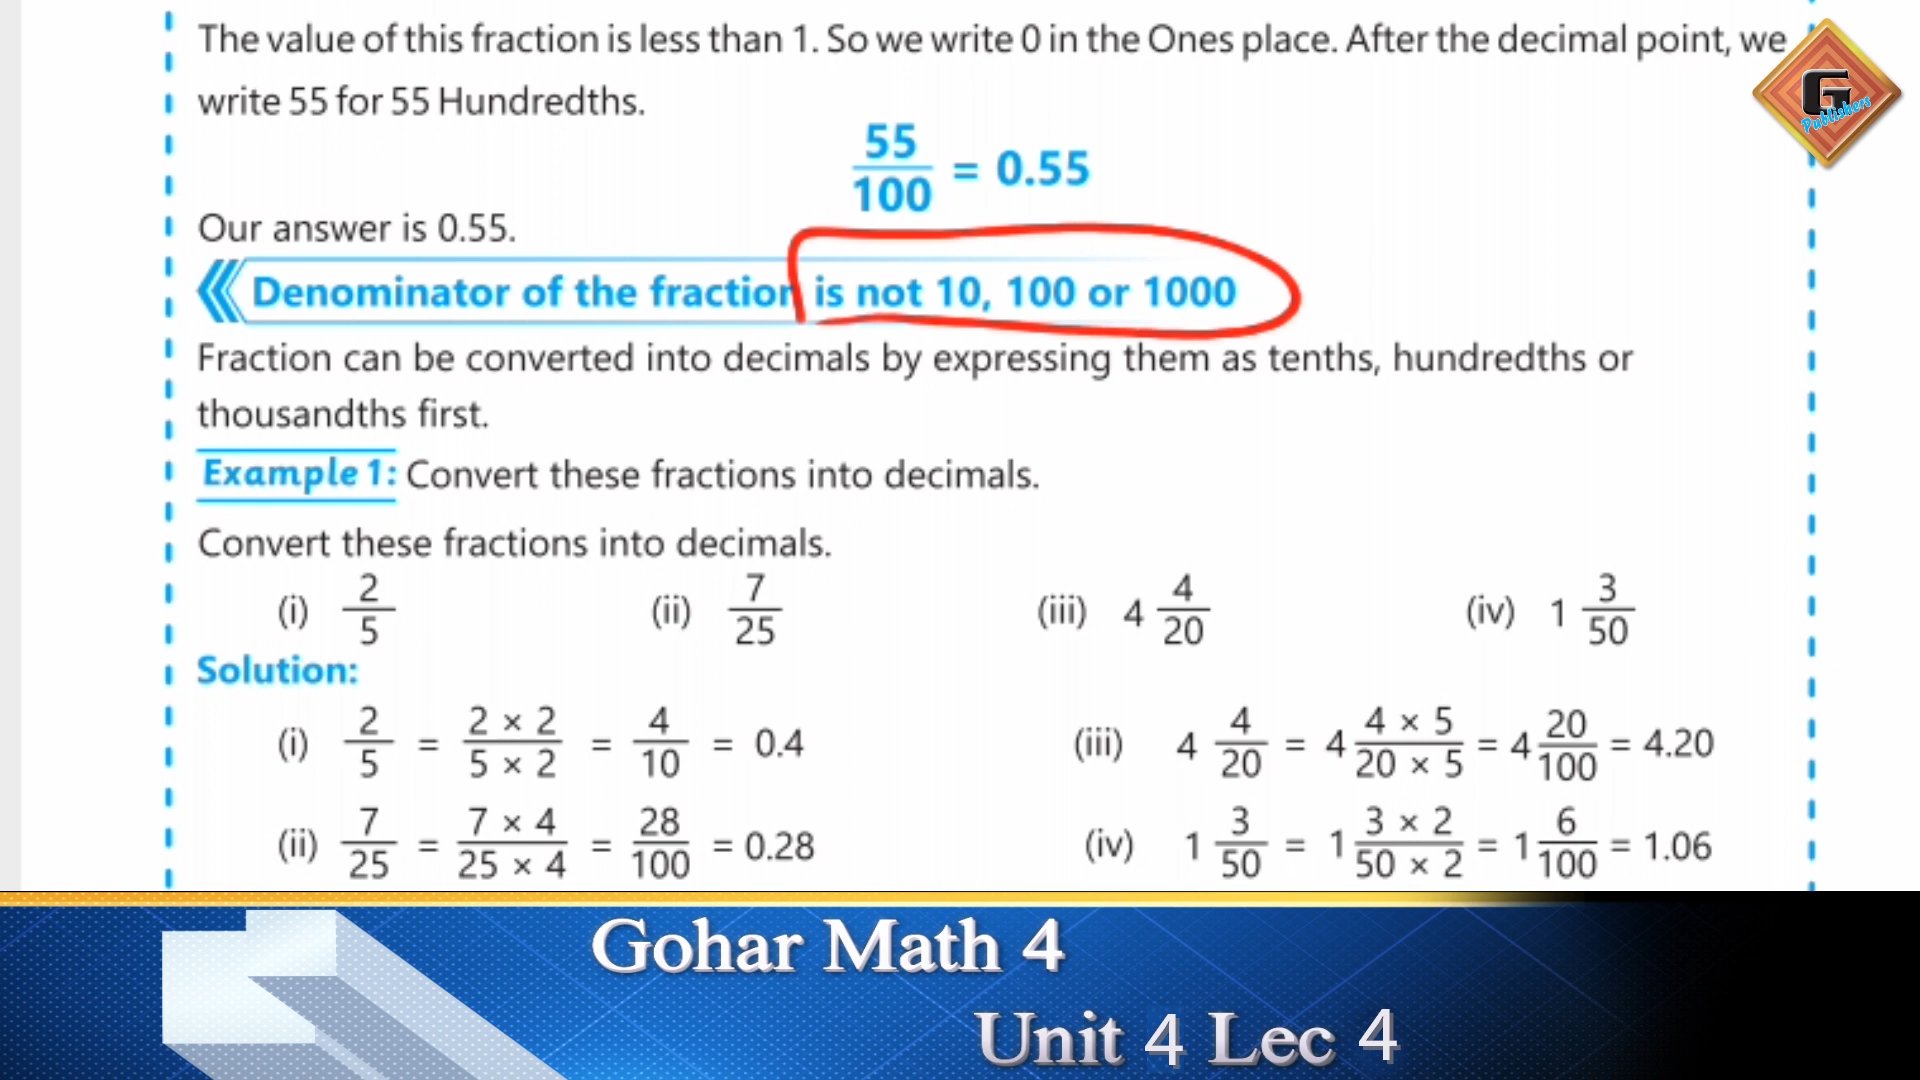 The value of this fraction is less than 1. So we write 0 in the Ones place. After the decimal point, we
write 55 for 55 Hundredths.
55/100 = 0.55
Our answer is 0.55.
Denominator of the fraction is not 10, 100 or 1000
Fraction can be converted into decimals by expressing them as tenths, hundredths or
thousandths first.
Example 1: Convert these fractions into decimals.
Convert these fractions into decimals.
(i) 2/5 (ii) 7/25 (iii) 4 4/20 (iv) 1 3/50
Solution:
(i) 2/5 = 2 × 2/5 × 2 = 4/10 = 0.4 (iii) 4 4/20 = 4 4 × 5/20 × 5 = 4 20/100 = 4.20
(ii) 7/25 = 7 × 4/25 × 4 = 28/100 = 0.28 (iv) 1 3/50 = 1 3 × 2/50 × 2 = 1 6/100 = 1.06
G
Publishers
Gohar Math 4
Unit 4 Lec 4